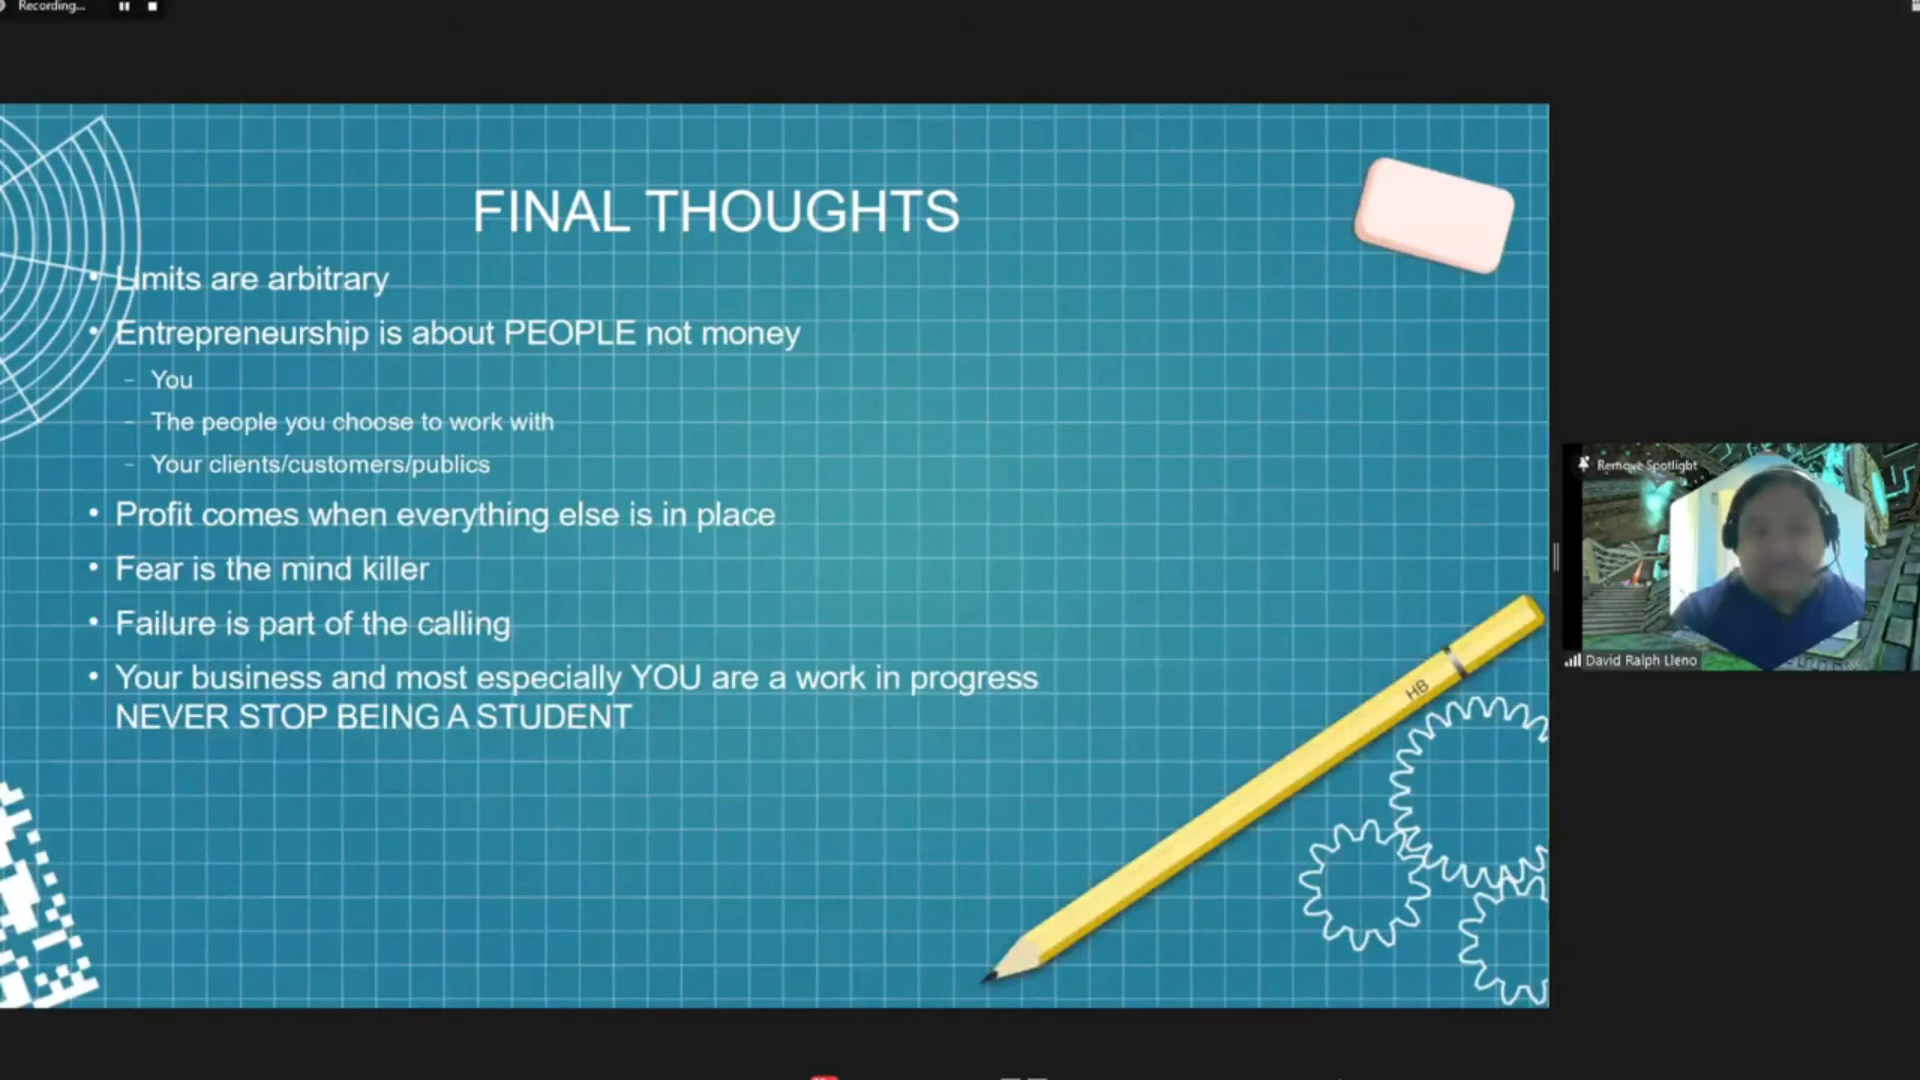 Recording...
FINAL THOUGHTS
• Limits are arbitrary
• Entrepreneurship is about PEOPLE not money
– You
– The people you choose to work with
– Your clients/customers/publics
• Profit comes when everything else is in place
• Fear is the mind killer
• Failure is part of the calling
• Your business and most especially YOU are a work in progress
NEVER STOP BEING A STUDENT
HB
Remove Spotlight
David Ralph Lleno